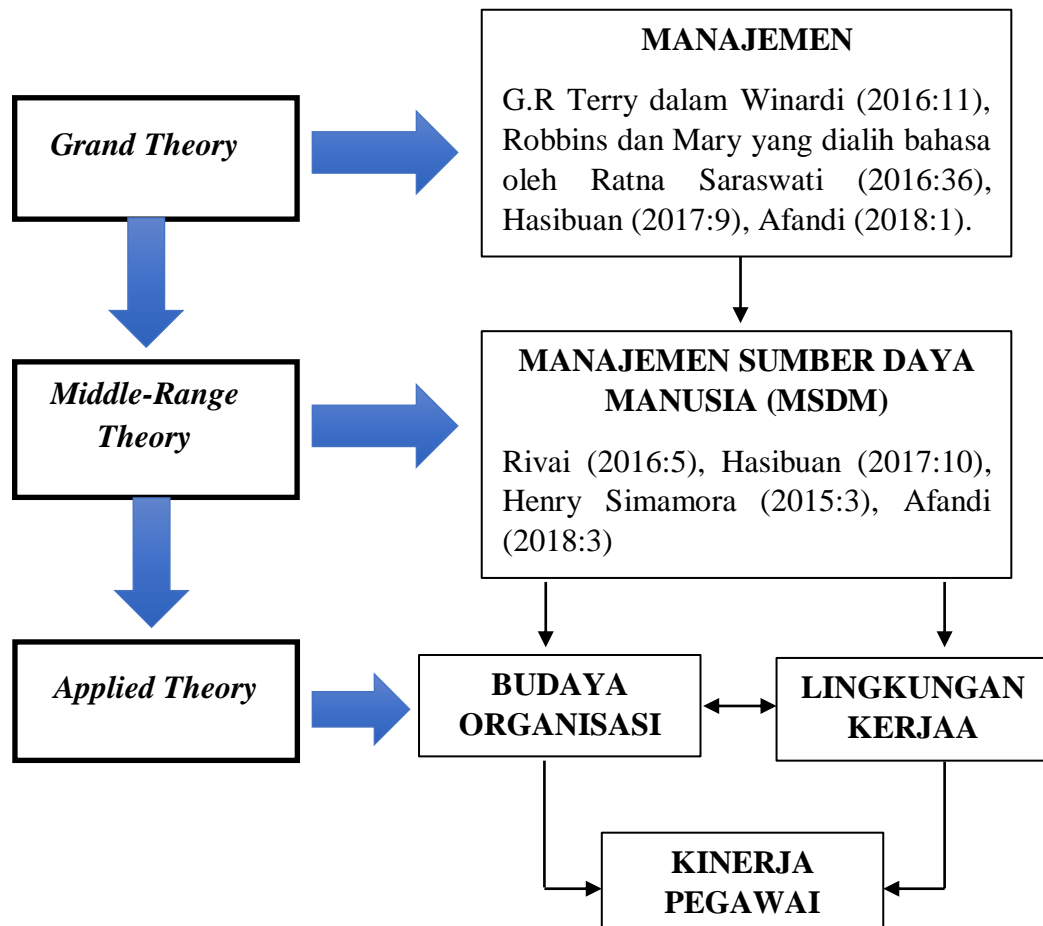 MANAJEMEN
G.R Terry dalam Winardi (2016:11),
Robbins dan Mary yang dialih bahasa
oleh Ratna Saraswati (2016:36),
Hasibuan (2017:9), Afandi (2018:1).
Grand Theory
MANAJEMEN SUMBER DAYA
MANUSIA (MSDM)
Rivai (2016:5), Hasibuan (2017:10),
Henry Simamora (2015:3), Afandi
(2018:3)
Middle-Range
Theory
Applied Theory
BUDAYA
ORGANISASI
LINGKUNGAN
KERJAA
KINERJA
PEGAWAI